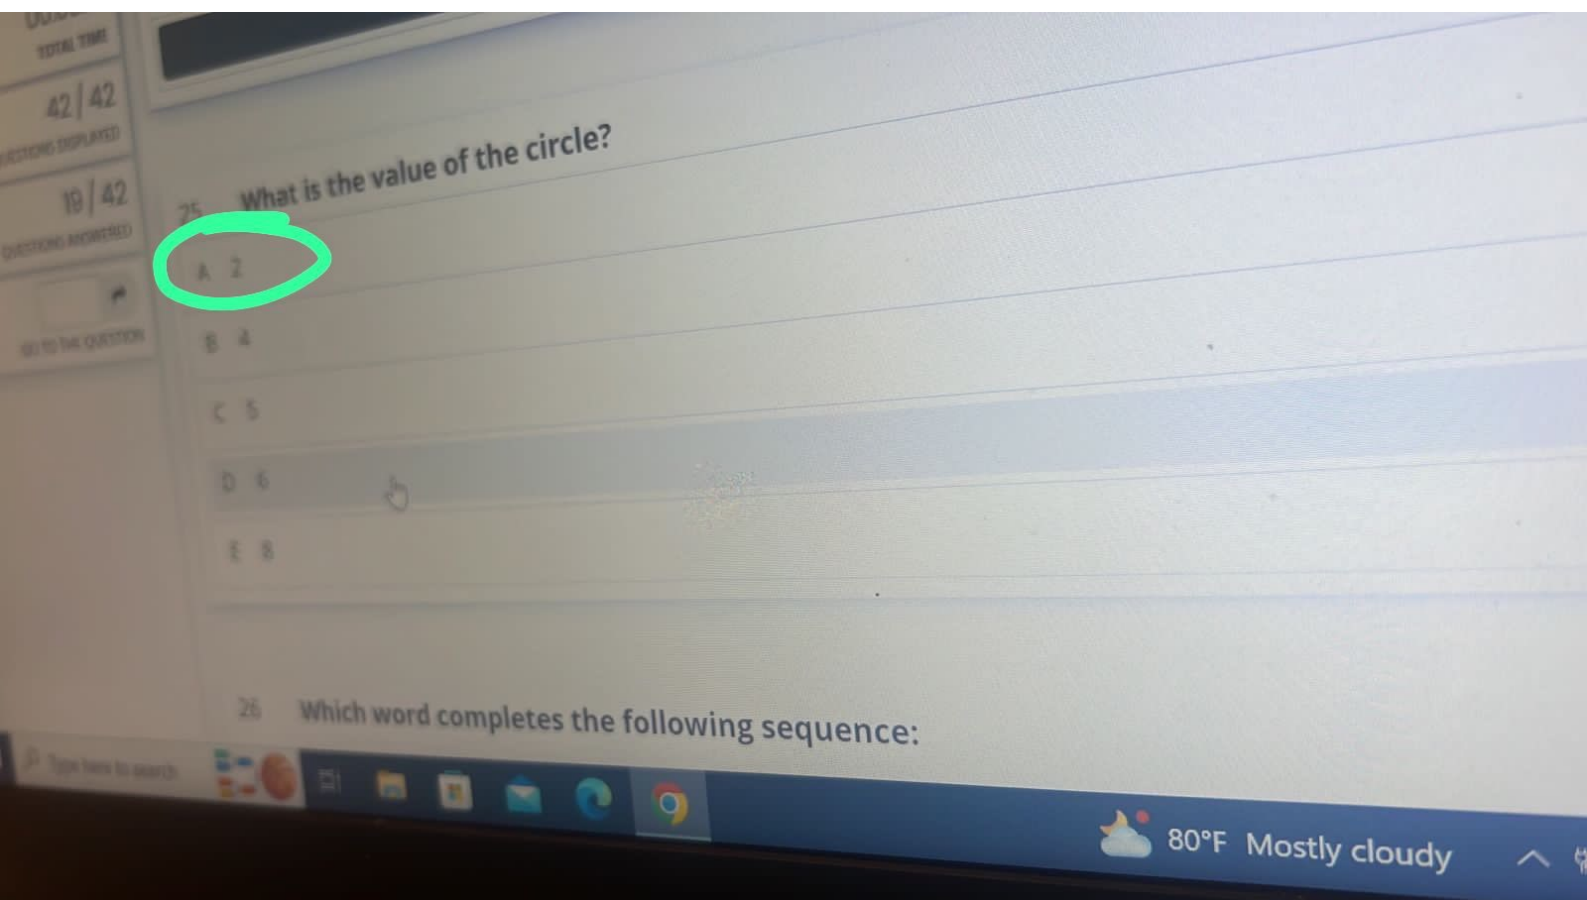 TOTAL TIME
42/42
QUESTIONS DISPLAYED
19/42
QUESTIONS ANSWERED
GO TO THE QUESTION
25 What is the value of the circle?
A 2
B 4
C 5
D 6
E 8
26 Which word completes the following sequence:
Type here to search
80°F Mostly cloudy